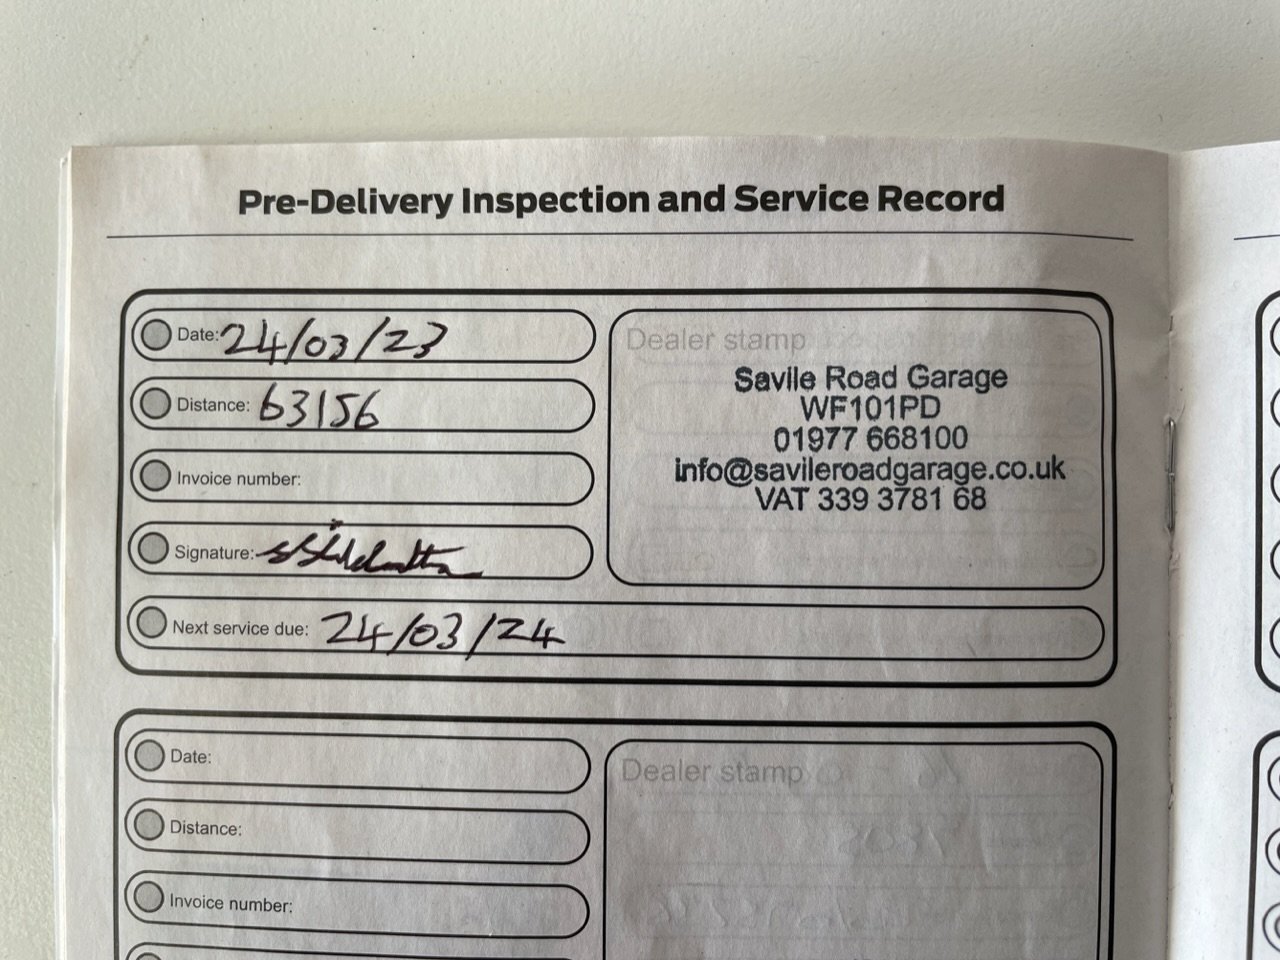 Pre-Delivery Inspection and Service Record
Date: 24/03/23
Distance: 63156
Invoice number:
Signature:
Next service due: 24/03/24
Dealer stamp
Savile Road Garage
WF101PD
01977 668100
info@savileroadgarage.co.uk
VAT 339 3781 68
Date:
Distance:
Invoice number:
Dealer stamp